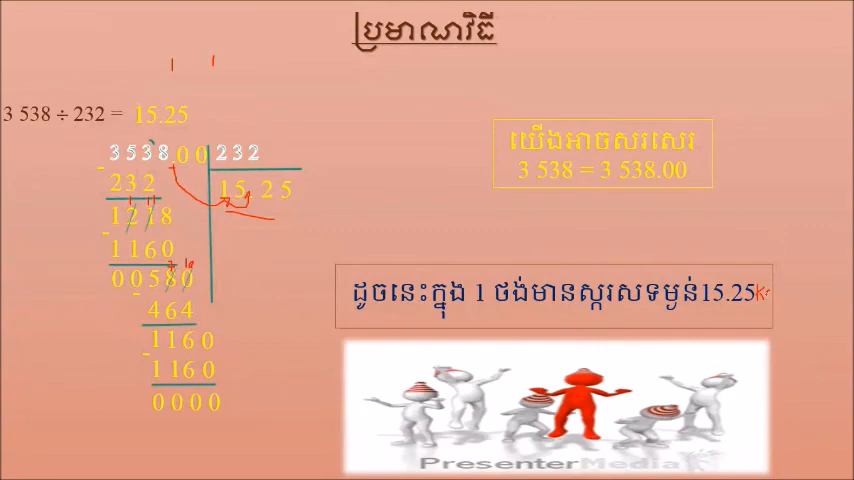 ប្រមាណវិធី
1 1
3 538 ÷ 232 = 15.25
3538.00 232
232 15.25
1218
1160
00580
464
1160
1160
0000
យើងអាចសរសេរ
3 538 = 3 538.00
ដូចនេះក្នុង 1 ថង់មានស្ករសទម្ងន់15.25
PresenterMedia